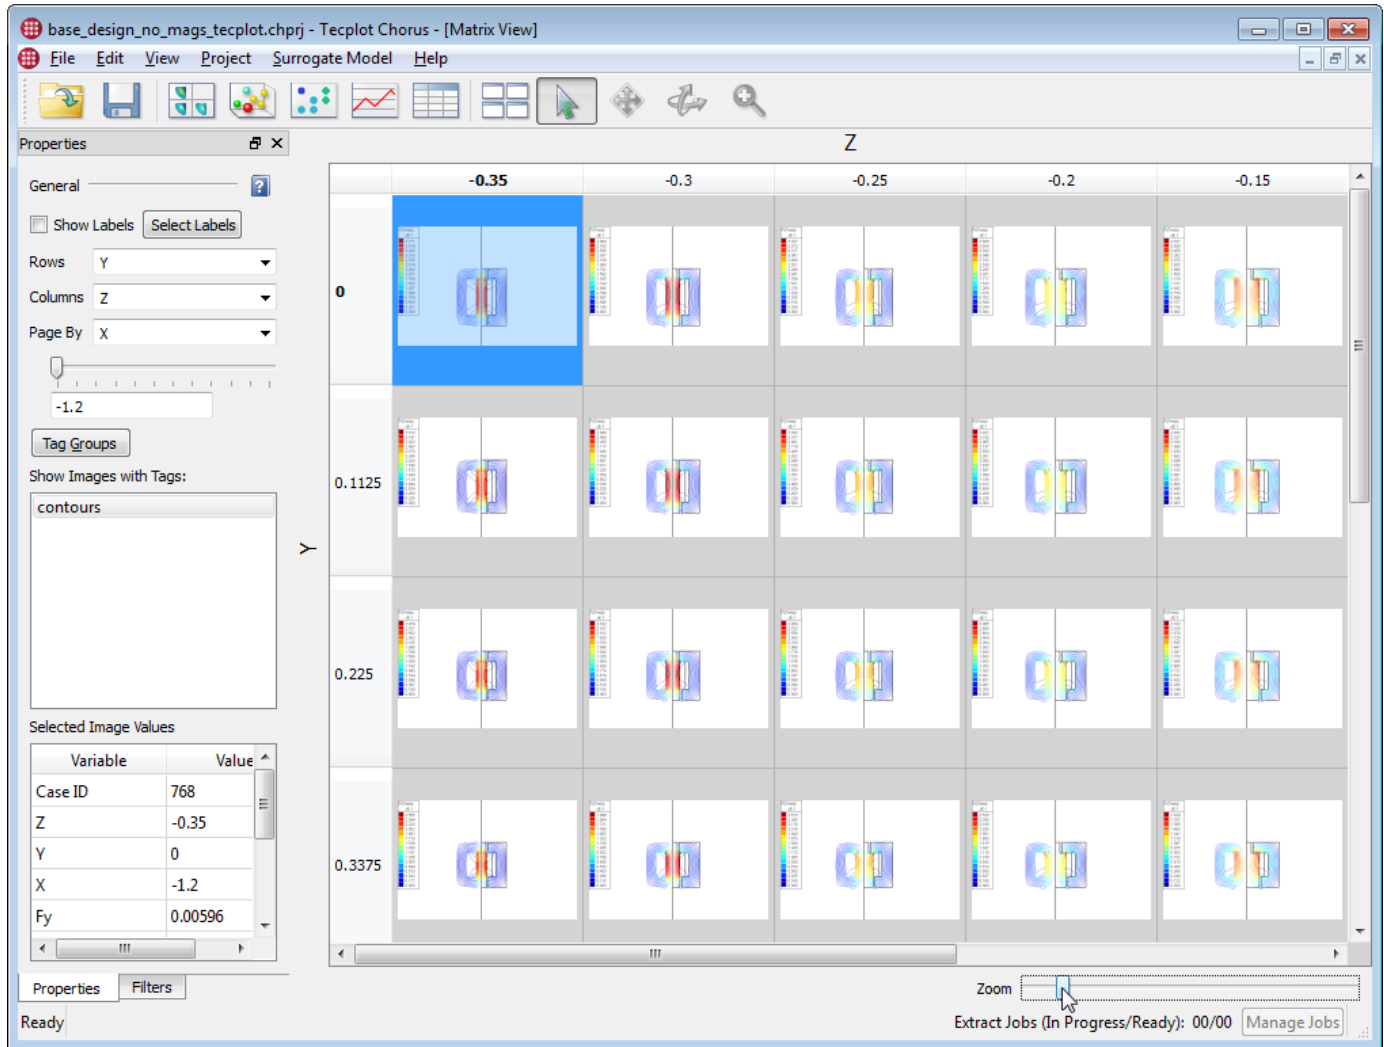 base_design_no_mags_tecplot.chprj - Tecplot Chorus - [Matrix View]
File Edit View Project Surrogate Model Help
Properties
General
Show Labels Select Labels
Rows Y
Columns Z
Page By X
-1.2
Tag Groups
Show Images with Tags:
contours
Selected Image Values
Variable Value
Case ID 768
Z -0.35
Y 0
X -1.2
Fy 0.00596
Properties Filters
Z
-0.35 -0.3 -0.25 -0.2 -0.15
Y
0
0.1125
0.225
0.3375
Zoom
Ready
Extract Jobs (In Progress/Ready): 00/00 Manage Jobs